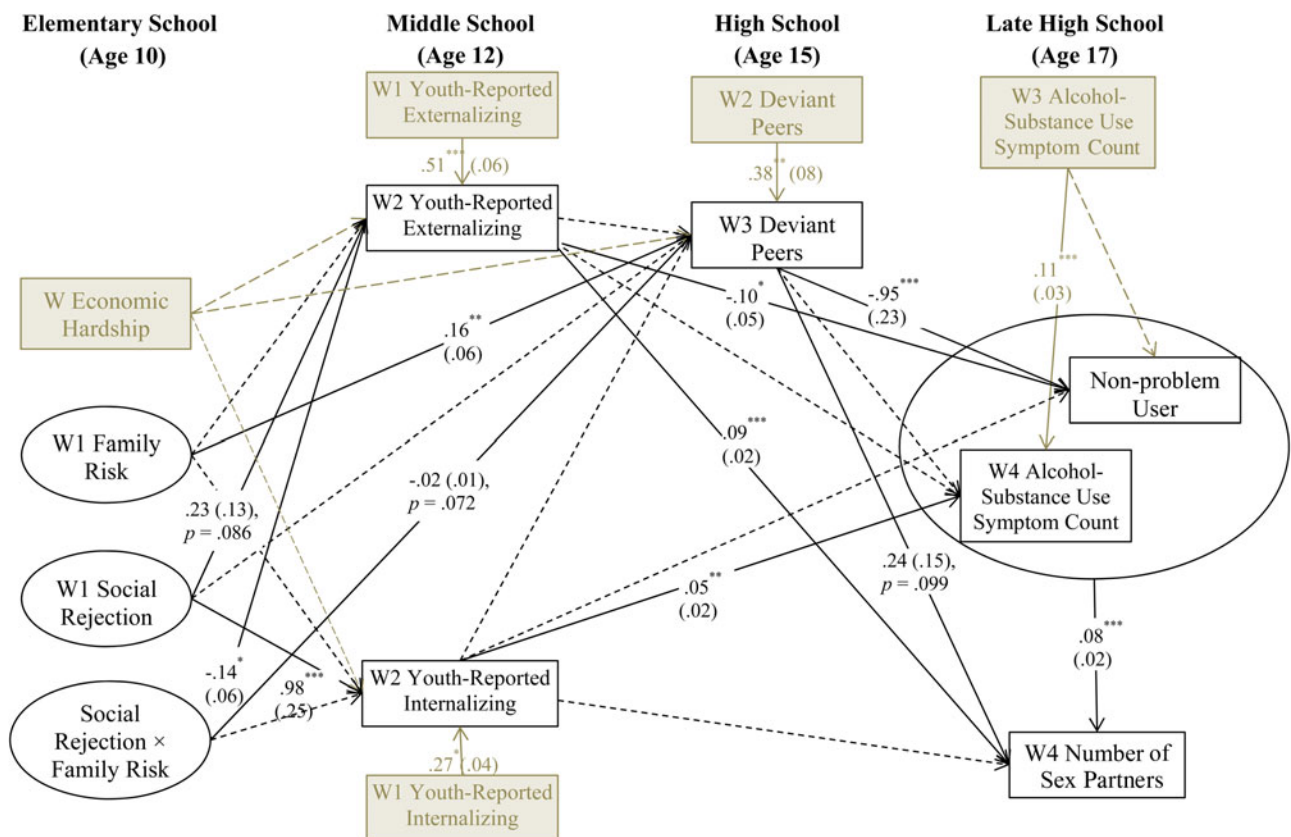 Elementary School
(Age 10)
Middle School
(Age 12)
High School
(Age 15)
Late High School
(Age 17)
W1 Youth-Reported
Externalizing
W2 Deviant
Peers
W3 Alcohol-
Substance Use
Symptom Count
.51*** (.06)
.38** (08)
W2 Youth-Reported
Externalizing
W3 Deviant
Peers
.11***
(.03)
W Economic
Hardship
-.10*
(.05)
-.95***
(.23)
.16**
(.06)
Non-problem
User
W1 Family
Risk
.09***
(.02)
-.02 (.01),
p = .072
W4 Alcohol-
Substance Use
Symptom Count
.23 (.13),
p = .086
.24 (.15),
p = .099
W1 Social
Rejection
.05**
(.02)
.08***
(.02)
-.14*
(.06)
.98***
(.25)
W2 Youth-Reported
Internalizing
Social
Rejection ×
Family Risk
W4 Number of
Sex Partners
.27* (.04)
W1 Youth-Reported
Internalizing